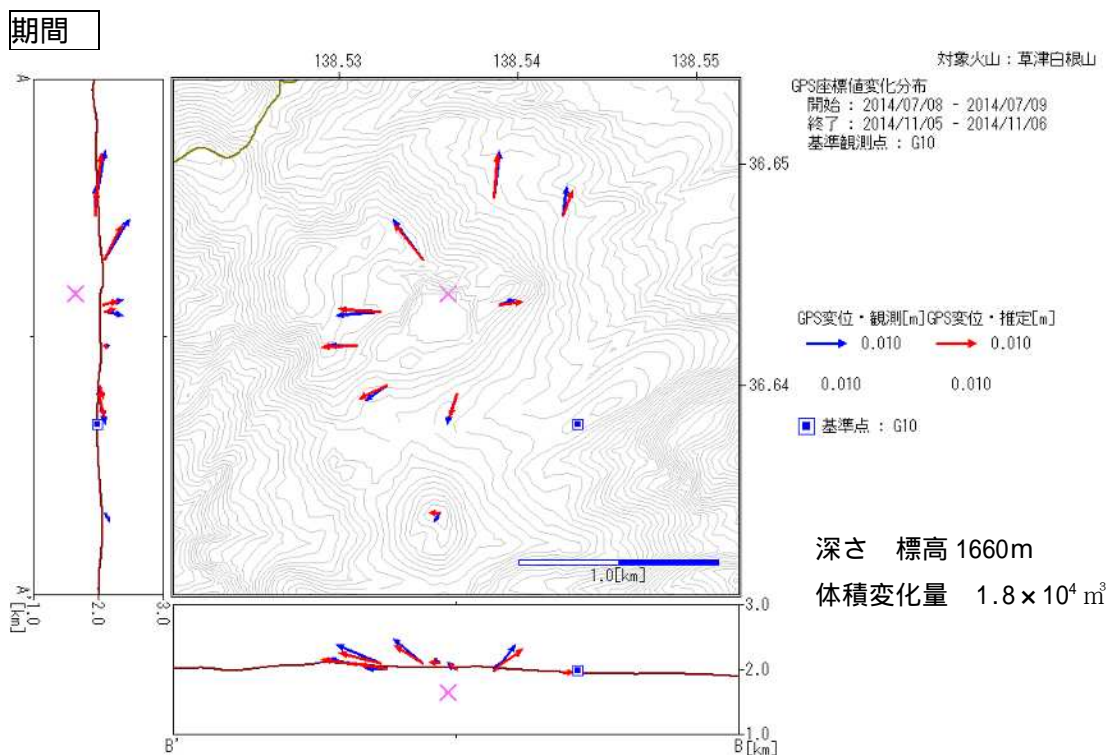 期間
138.53 138.54 138.55
対象火山：草津白根山
GPS座標値変化分布
開始：2014/07/08 - 2014/07/09
終了：2014/11/05 - 2014/11/06
基準観測点：G10
A
36.65
GPS変位・観測[m] GPS変位・推定[m]
0.010 0.010
0.010 0.010
36.64
基準点：G10
深さ 標高1660m
体積変化量 1.8×10⁴ ㎥
1.0[km]
A'
1.0 2.0 3.0
[km]
3.0
2.0
1.0
B' B [km]